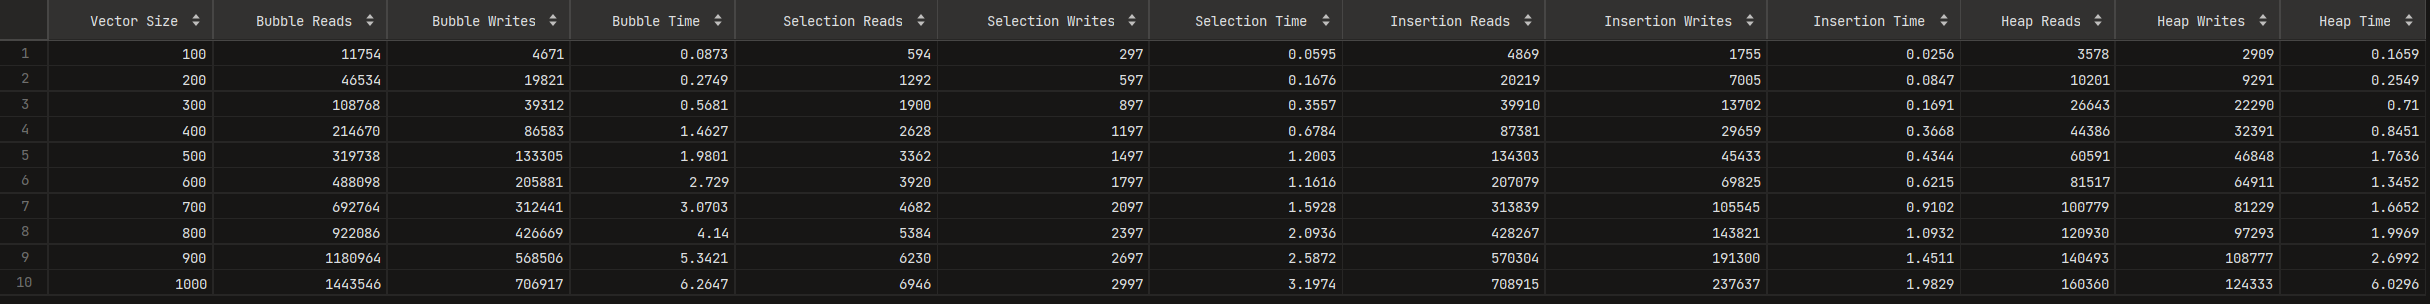 Vector Size Bubble Reads Bubble Writes Bubble Time Selection Reads Selection Writes Selection Time Insertion Reads Insertion Writes Insertion Time Heap Reads Heap Writes Heap Time
1 100 11754 4671 0.0873 594 297 0.0595 4869 1755 0.0256 3578 2909 0.1659
2 200 46534 19821 0.2749 1292 597 0.1676 20219 7005 0.0847 10201 9291 0.2549
3 300 108768 39312 0.5681 1900 897 0.3557 39910 13702 0.1691 26643 22290 0.71
4 400 214670 86583 1.4627 2628 1197 0.6784 87381 29659 0.3668 44386 32391 0.8451
5 500 319738 133305 1.9801 3362 1497 1.2003 134303 45433 0.4344 60591 46848 1.7636
6 600 488098 205881 2.729 3920 1797 1.1616 207079 69825 0.6215 81517 64911 1.3452
7 700 692764 312441 3.0703 4682 2097 1.5928 313839 105545 0.9102 100779 81229 1.6652
8 800 922086 426669 4.14 5384 2397 2.0936 428267 143821 1.0932 120930 97293 1.9969
9 900 1180964 568506 5.3421 6230 2697 2.5872 570304 191300 1.4511 140493 108777 2.6992
10 1000 1443546 706917 6.2647 6946 2997 3.1974 708915 237637 1.9829 160360 124333 6.0296